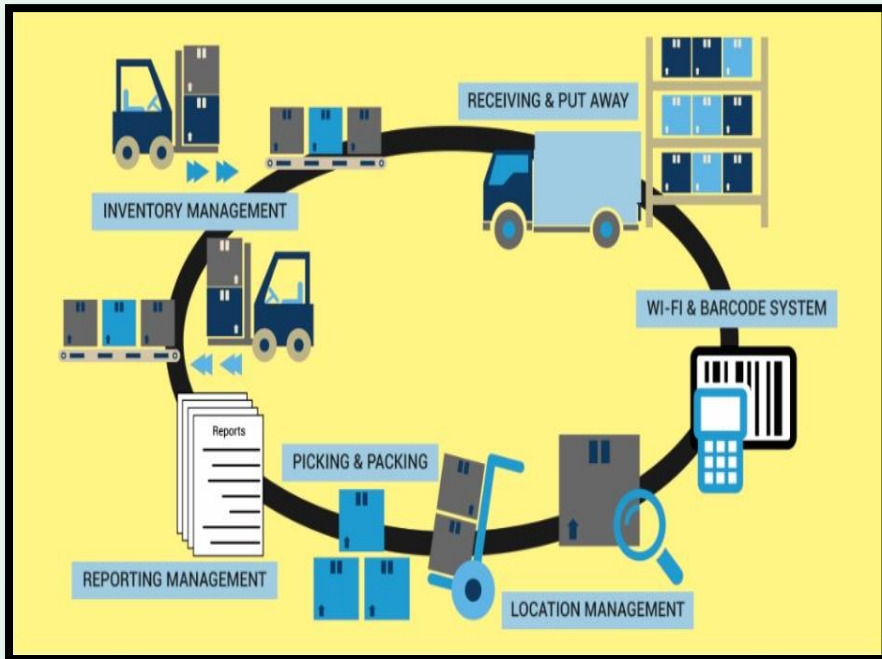 RECEIVING & PUT AWAY
INVENTORY MANAGEMENT
WI-FI & BARCODE SYSTEM
Reports
PICKING & PACKING
REPORTING MANAGEMENT
LOCATION MANAGEMENT